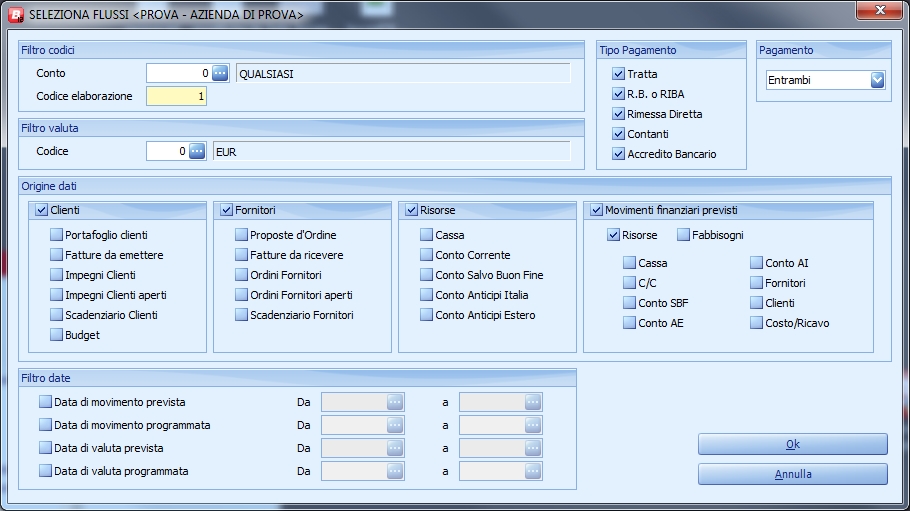 SELEZIONA FLUSSI <PROVA - AZIENDA DI PROVA>
Filtro codici
Conto 0 QUALSIASI
Codice elaborazione 1
Filtro valuta
Codice 0 EUR
Tipo Pagamento
Tratta
R.B. o RIBA
Rimessa Diretta
Contanti
Accredito Bancario
Pagamento
Entrambi
Origine dati
Clienti
Portafoglio clienti
Fatture da emettere
Impegni Clienti
Impegni Clienti aperti
Scadenziario Clienti
Budget
Fornitori
Proposte d'Ordine
Fatture da ricevere
Ordini Fornitori
Ordini Fornitori aperti
Scadenziario Fornitori
Risorse
Cassa
Conto Corrente
Conto Salvo Buon Fine
Conto Anticipi Italia
Conto Anticipi Estero
Movimenti finanziari previsti
Risorse Fabbisogni
Cassa Conto AI
C/C Fornitori
Conto SBF Clienti
Conto AE Costo/Ricavo
Filtro date
Data di movimento prevista Da a
Data di movimento programmata Da a
Data di valuta prevista Da a
Data di valuta programmata Da a
Ok
Annulla